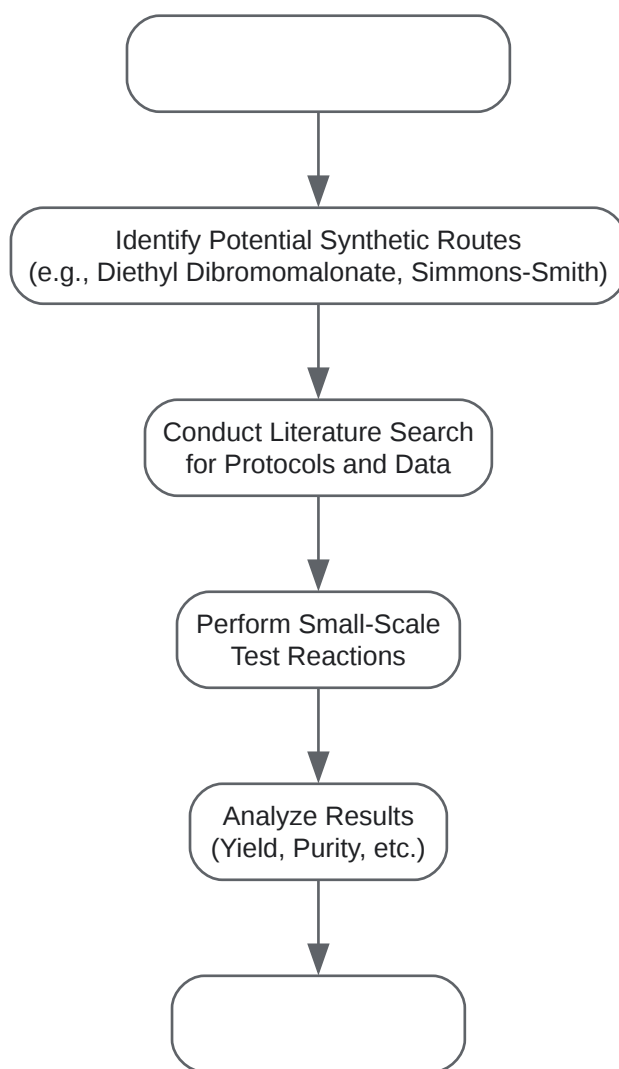 Identify Potential Synthetic Routes
(e.g., Diethyl Dibromomalonate, Simmons-Smith)
Conduct Literature Search
for Protocols and Data
Perform Small-Scale
Test Reactions
Analyze Results
(Yield, Purity, etc.)